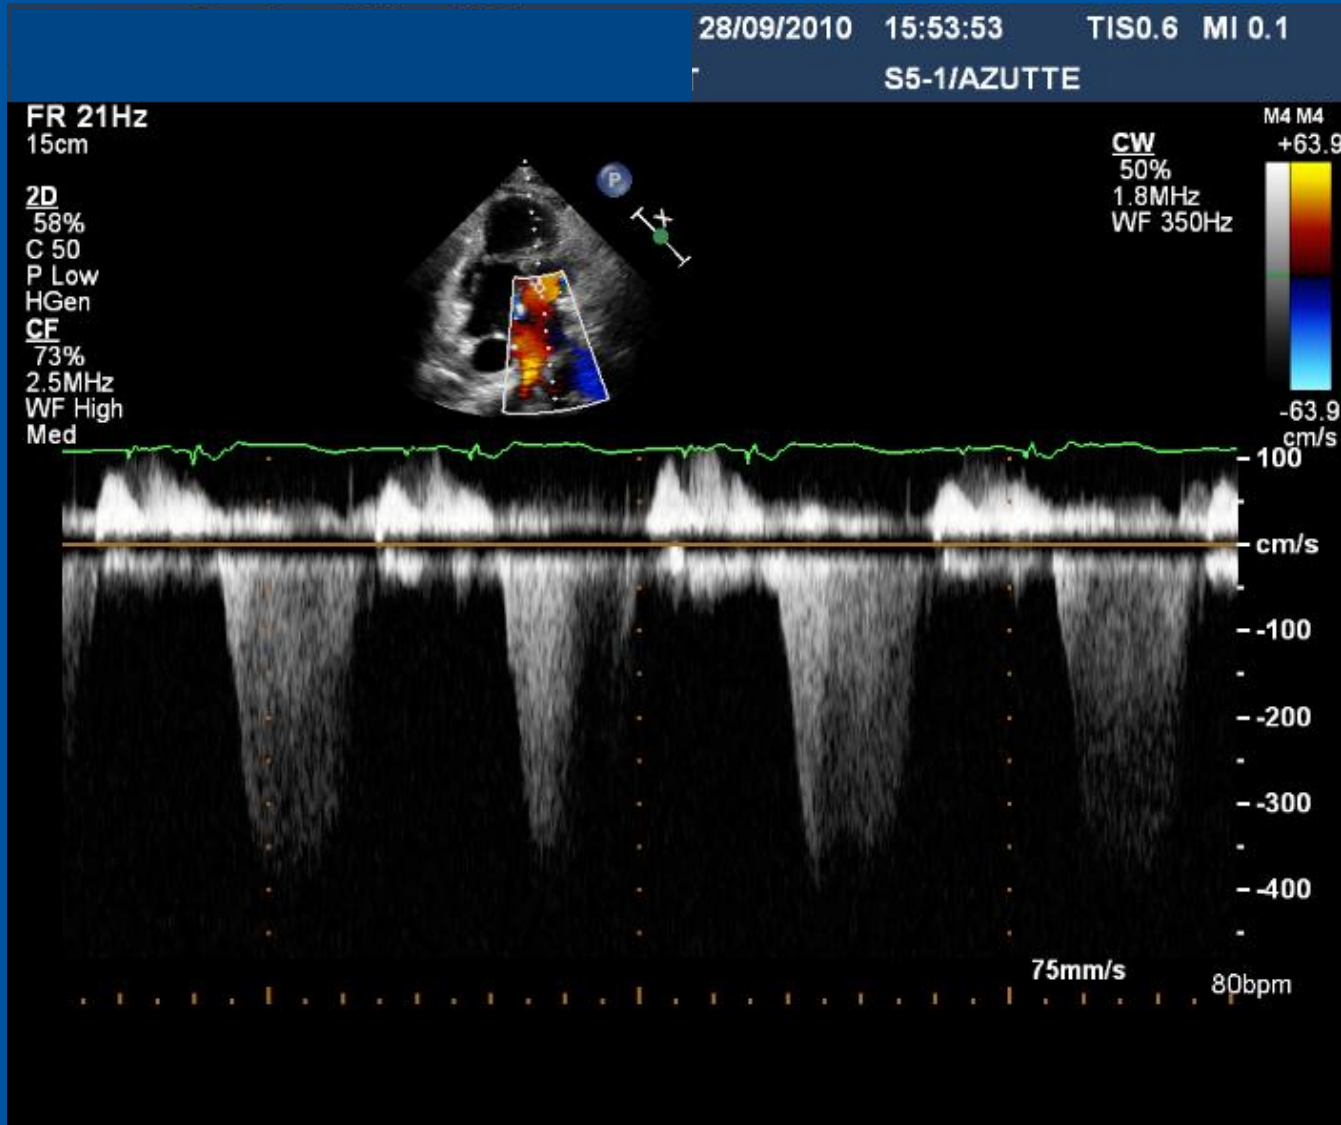 28/09/2010 15:53:53 TIS0.6 MI 0.1
S5-1/AZUTTE
FR 21Hz
15cm
2D
58%
C 50
P Low
HGen
CF
73%
2.5MHz
WF High
Med
P
X
CW
50%
1.8MHz
WF 350Hz
M4 M4
+63.9
-63.9
cm/s
100
cm/s
-100
-200
-300
-400
75mm/s
80bpm